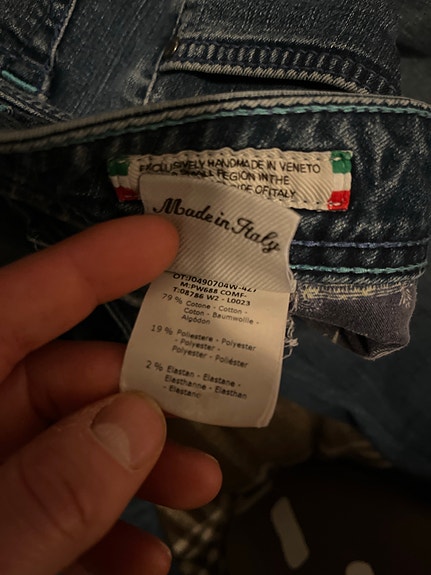 EXCLUSIVELY HANDMADE IN VENETO
REGION IN THE
OF ITALY
Made in Italy
DT:J0490704W-427
M:PW688 COMF-
T:08786 W2 - L0023
79 % Cotone - Cotton -
Coton - Baumwolle -
Algodon
19 % Poliestere - Polyester
- Polyester -
Polyester - Poliéster
2 % Elastan - Elastane -
Elasthanne - Elasthan
- Elastano